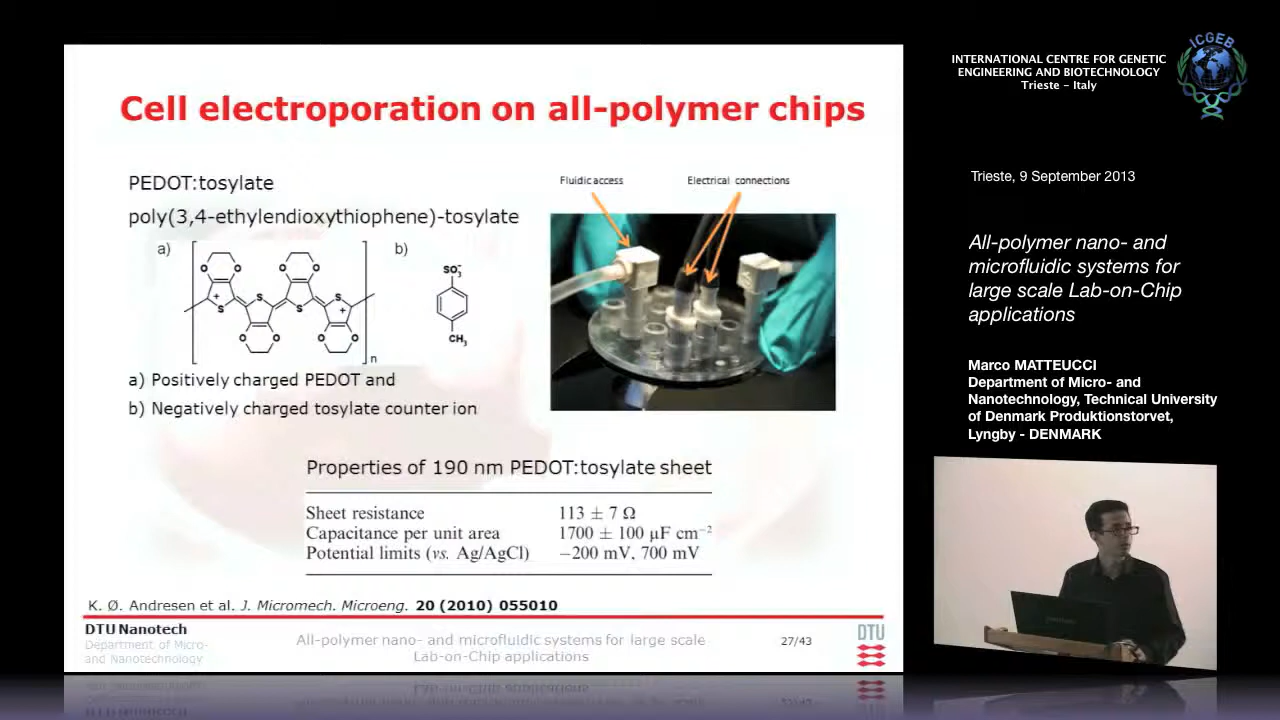 Cell electroporation on all-polymer chips
PEDOT:tosylate
poly(3,4-ethylendioxythiophene)-tosylate
a)
b)
O O O O
S S
+ S S +
O O O O
n
SO₃⁻
CH₃
a) Positively charged PEDOT and
b) Negatively charged tosylate counter ion
Fluidic access
Electrical connections
Properties of 190 nm PEDOT:tosylate sheet
Sheet resistance 113 ± 7 Ω
Capacitance per unit area 1700 ± 100 μF cm⁻²
Potential limits (vs. Ag/AgCl) −200 mV, 700 mV
K. Ø. Andresen et al. J. Micromech. Microeng. 20 (2010) 055010
DTU Nanotech
Department of Micro-
and Nanotechnology
All-polymer nano- and microfluidic systems for large scale
Lab-on-Chip applications
27/43
DTU
INTERNATIONAL CENTRE FOR GENETIC
ENGINEERING AND BIOTECHNOLOGY
Trieste - Italy
ICGEB
Trieste, 9 September 2013
All-polymer nano- and
microfluidic systems for
large scale Lab-on-Chip
applications
Marco MATTEUCCI
Department of Micro- and
Nanotechnology, Technical University
of Denmark Produktionstorvet,
Lyngby - DENMARK